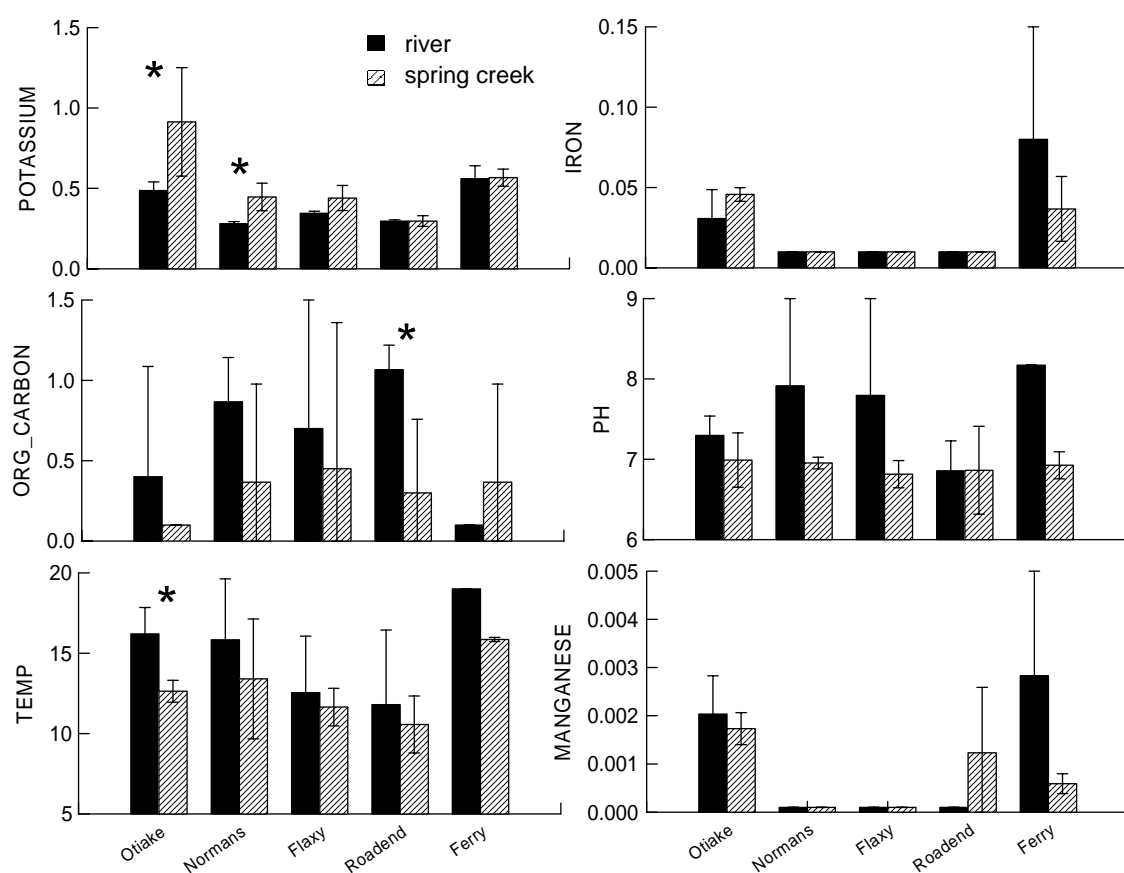 POTASSIUM
1.5
1.0
0.5
0.0
*
*
river
spring creek
IRON
0.15
0.10
0.05
0.00
ORG_CARBON
1.5
1.0
0.5
0.0
*
PH
9
8
7
6
TEMP
20
15
10
5
*
Otiake
Normans
Flaxy
Roadend
Ferry
MANGANESE
0.005
0.004
0.003
0.002
0.001
0.000
Otiake
Normans
Flaxy
Roadend
Ferry